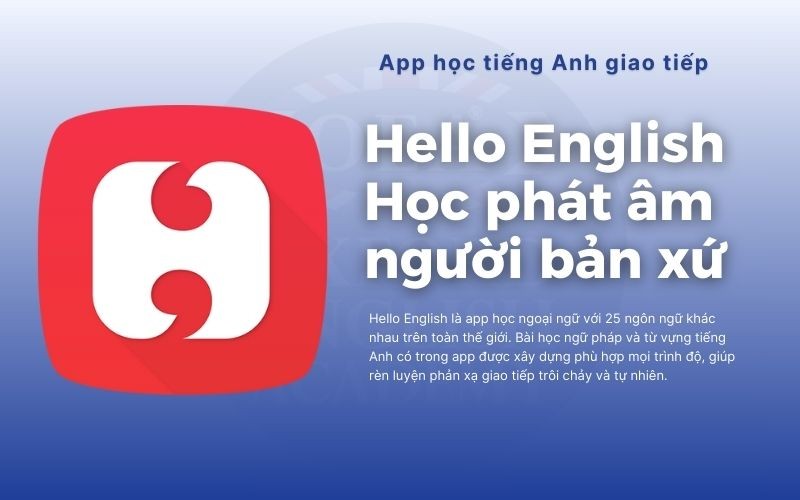 App học tiếng Anh giao tiếp
Hello English
Học phát âm
người bản xứ
Hello English là app học ngoại ngữ với 25 ngôn ngữ khác
nhau trên toàn thế giới. Bài học ngữ pháp và từ vựng tiếng
Anh có trong app được xây dựng phù hợp mọi trình độ, giúp
rèn luyện phản xạ giao tiếp trôi chảy và tự nhiên.